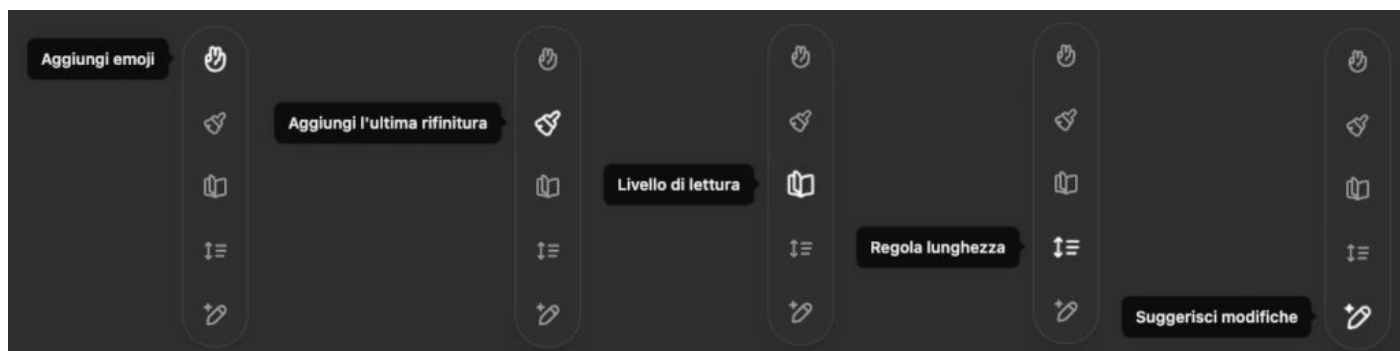 Aggiungi emoji
Aggiungi l'ultima rifinitura
Livello di lettura
Regola lunghezza
Suggerisci modifiche